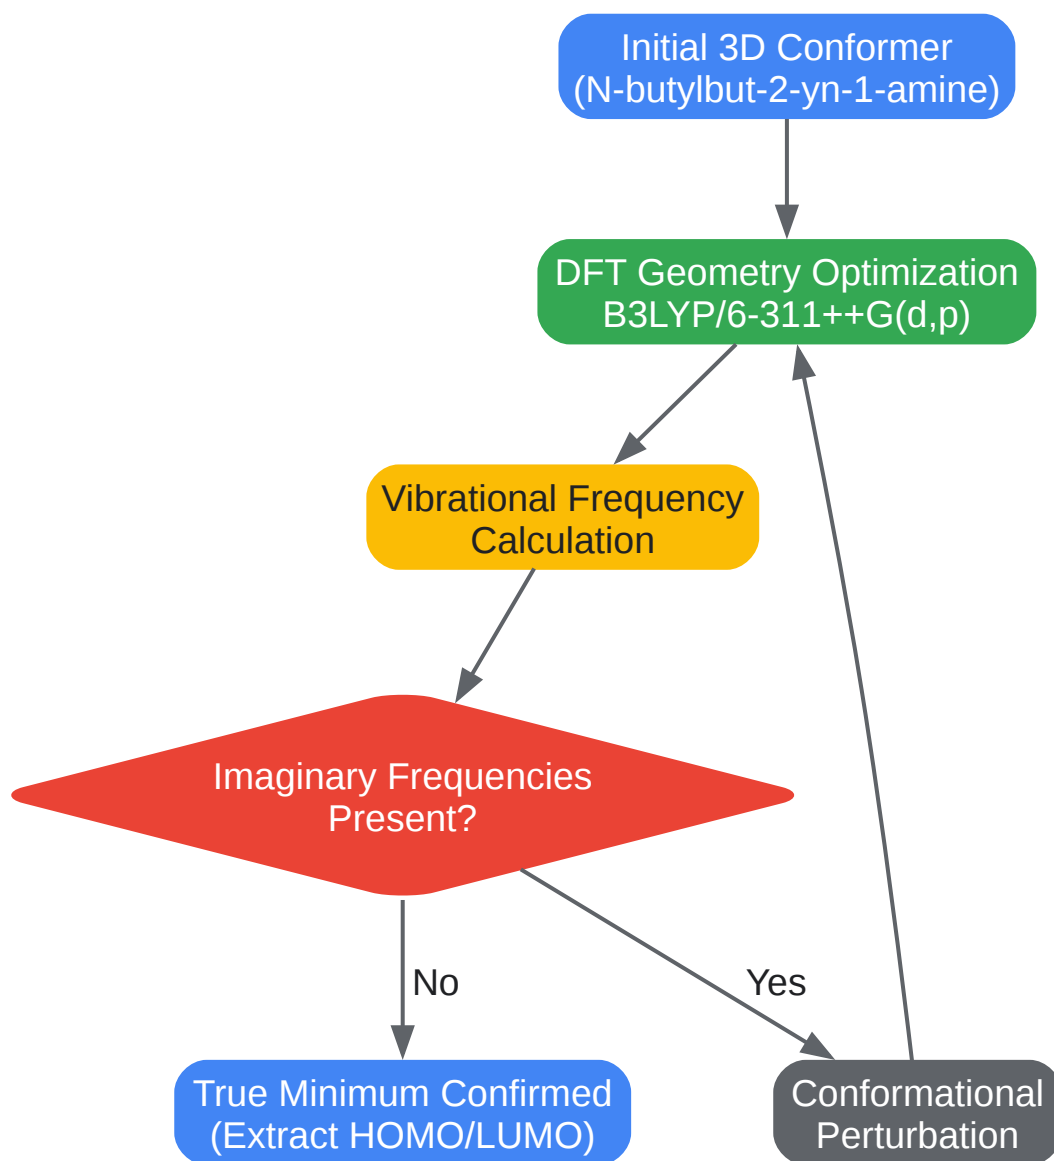 Initial 3D Conformer
(N-butylbut-2-yn-1-amine)
DFT Geometry Optimization
B3LYP/6-311++G(d,p)
Vibrational Frequency
Calculation
Imaginary Frequencies
Present?
No
Yes
True Minimum Confirmed
(Extract HOMO/LUMO)
Conformational
Perturbation